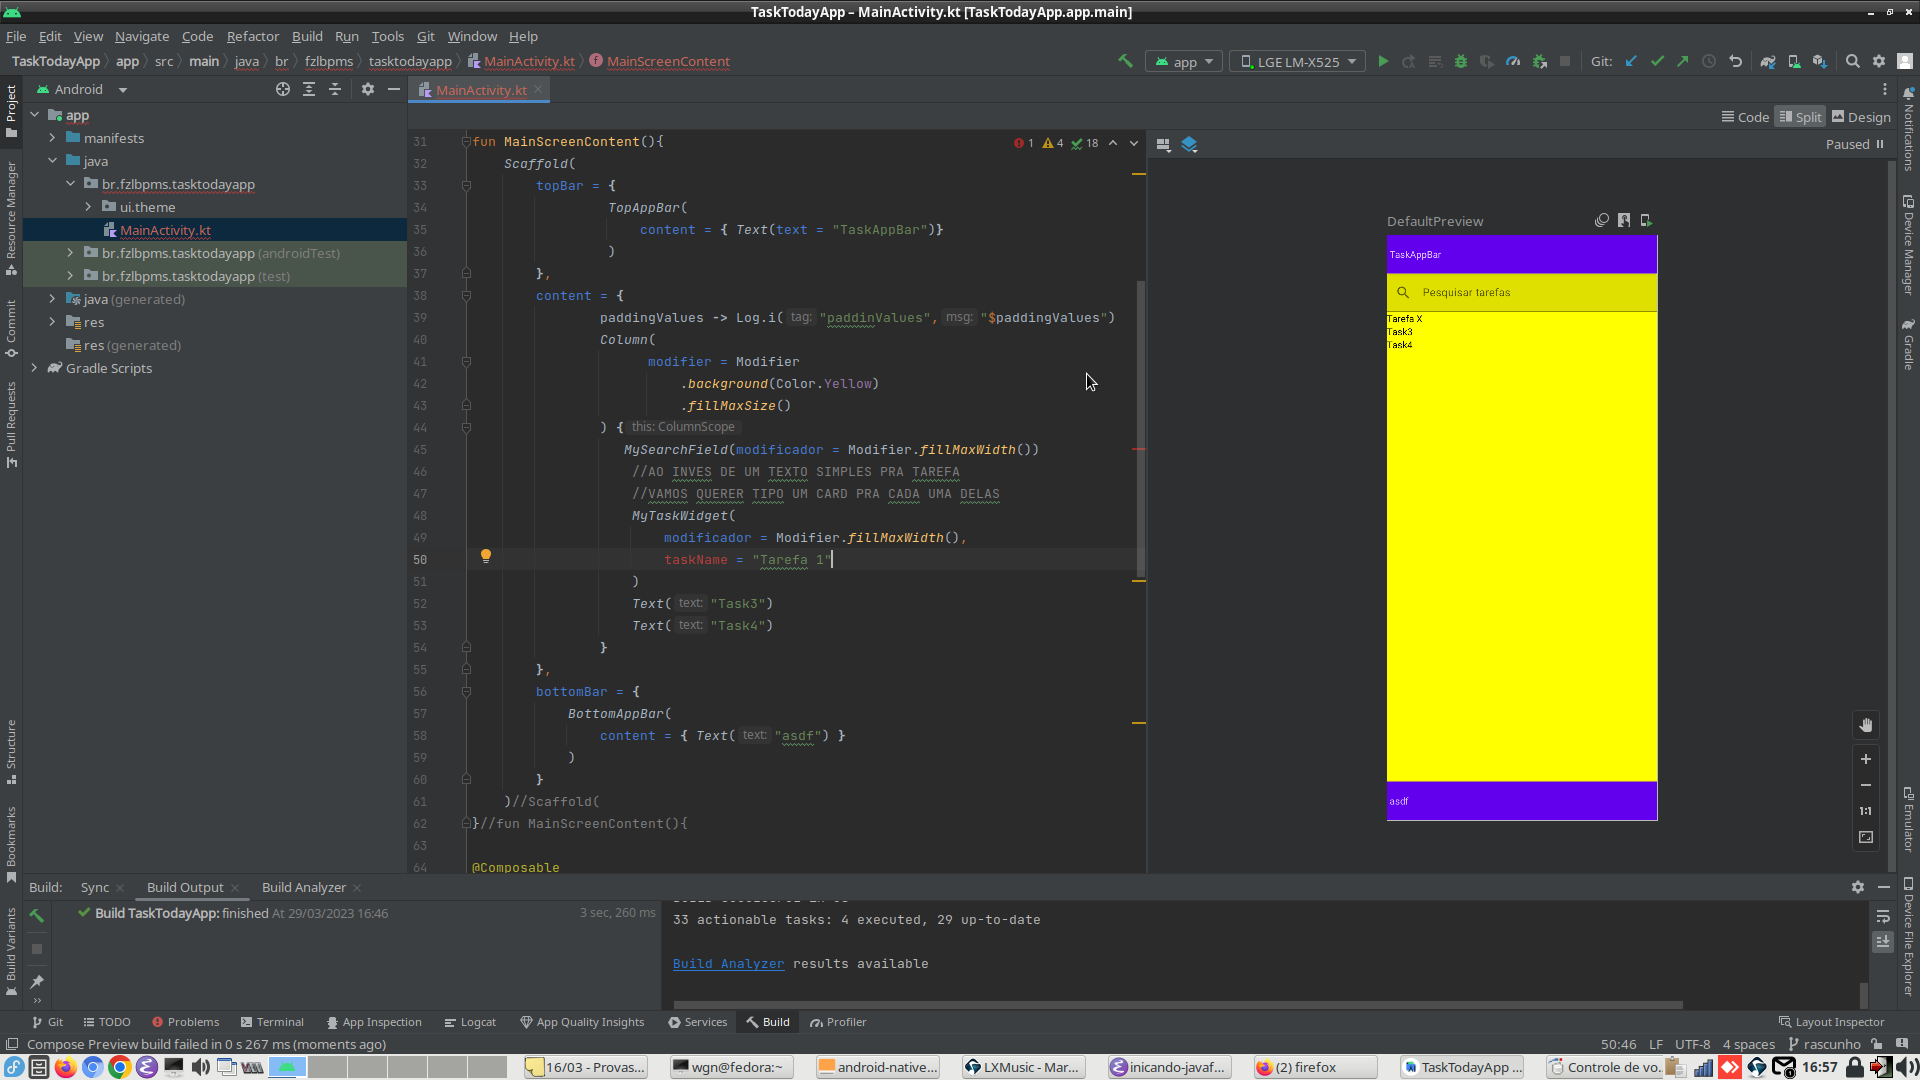 TaskTodayApp – MainActivity.kt [TaskTodayApp.app.main]
File Edit View Navigate Code Refactor Build Run Tools Git Window Help
TaskTodayApp app src main java br fzlbpms tasktodayapp MainActivity.kt MainScreenContent app LGE LM-X525 Git:
Project
Resource Manager
Commit
Pull Requests
Structure
Bookmarks
Build Variants
Android
app
manifests
java
br.fzlbpms.tasktodayapp
ui.theme
MainActivity.kt
br.fzlbpms.tasktodayapp (androidTest)
br.fzlbpms.tasktodayapp (test)
java (generated)
res
res (generated)
Gradle Scripts
MainActivity.kt
Code Split Design
1 4 18
Paused
31 fun MainScreenContent(){
32 Scaffold(
33 topBar = {
34 TopAppBar(
35 content = { Text(text = "TaskAppBar")}
36 )
37 },
38 content = {
39 paddingValues -> Log.i( tag: "paddinValues", msg: "$paddingValues")
40 Column(
41 modifier = Modifier
42 .background(Color.Yellow)
43 .fillMaxSize()
44 ) { this: ColumnScope
45 MySearchField(modificador = Modifier.fillMaxWidth())
46 //AO INVES DE UM TEXTO SIMPLES PRA TAREFA
47 //VAMOS QUERER TIPO UM CARD PRA CADA UMA DELAS
48 MyTaskWidget(
49 modificador = Modifier.fillMaxWidth(),
50 taskName = "Tarefa 1"
51 )
52 Text( text: "Task3")
53 Text( text: "Task4")
54 }
55 },
56 bottomBar = {
57 BottomAppBar(
58 content = { Text( text: "asdf") }
59 )
60 }
61 )//Scaffold(
62 }//fun MainScreenContent(){
63
64 @Composable
DefaultPreview
TaskAppBar
Pesquisar tarefas
Tarefa X
Task3
Task4
asdf
1:1
Notifications
Device Manager
Gradle
Emulator
Device File Explorer
Build: Sync Build Output Build Analyzer
Build TaskTodayApp: finished At 29/03/2023 16:46 3 sec, 260 ms
33 actionable tasks: 4 executed, 29 up-to-date
Build Analyzer results available
Git TODO Problems Terminal App Inspection Logcat App Quality Insights Services Build Profiler Layout Inspector
Compose Preview build failed in 0 s 267 ms (moments ago) 50:46 LF UTF-8 4 spaces rascunho
16/03 - Provas... wgn@fedora:~ android-native... LXMusic - Mar... inicando-javaf... (2) firefox TaskTodayApp ... Controle de vo... 16:57